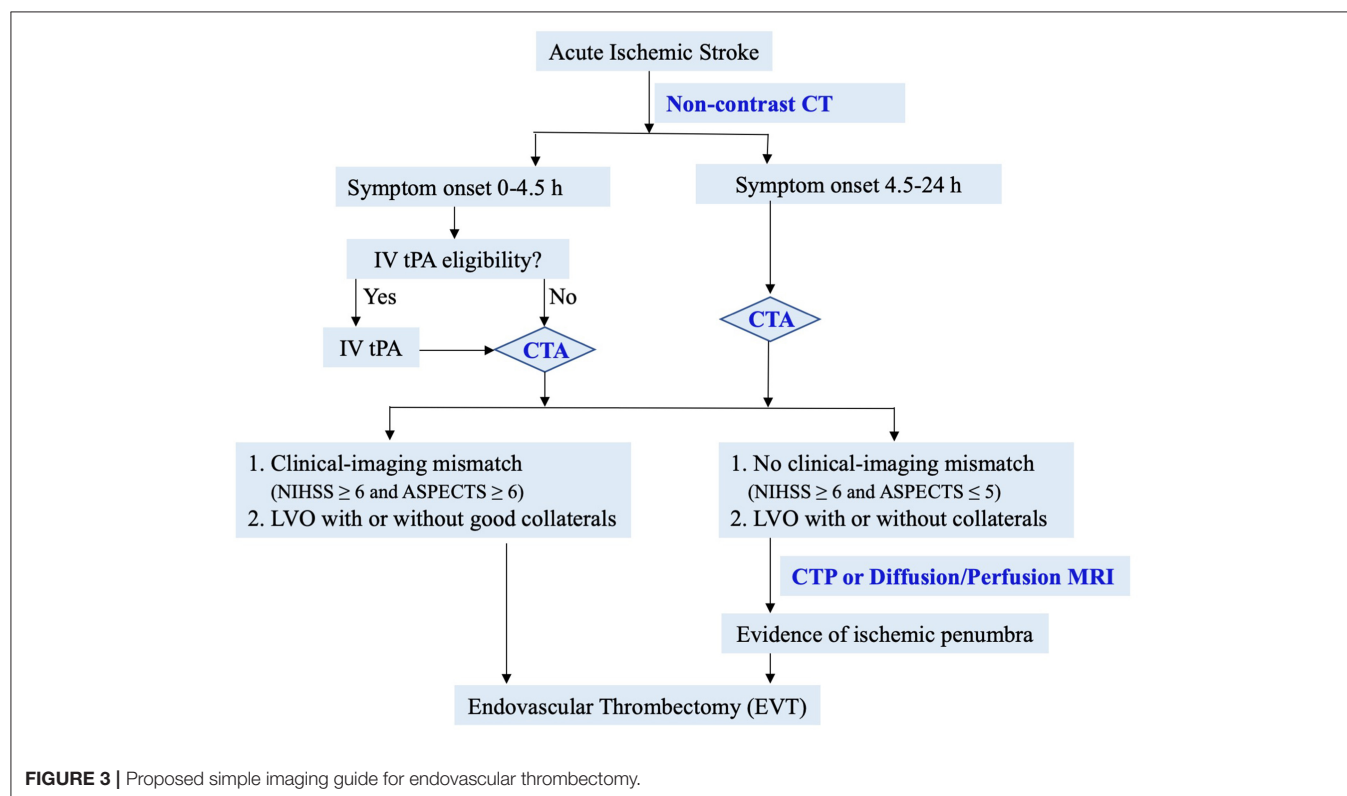 Acute Ischemic Stroke
Non-contrast CT
Symptom onset 0-4.5 h
Symptom onset 4.5-24 h
IV tPA eligibility?
Yes
No
IV tPA
CTA
CTA
1. Clinical-imaging mismatch
(NIHSS ≥ 6 and ASPECTS ≥ 6)
2. LVO with or without good collaterals
1. No clinical-imaging mismatch
(NIHSS ≥ 6 and ASPECTS ≤ 5)
2. LVO with or without collaterals
CTP or Diffusion/Perfusion MRI
Evidence of ischemic penumbra
Endovascular Thrombectomy (EVT)
FIGURE 3 | Proposed simple imaging guide for endovascular thrombectomy.